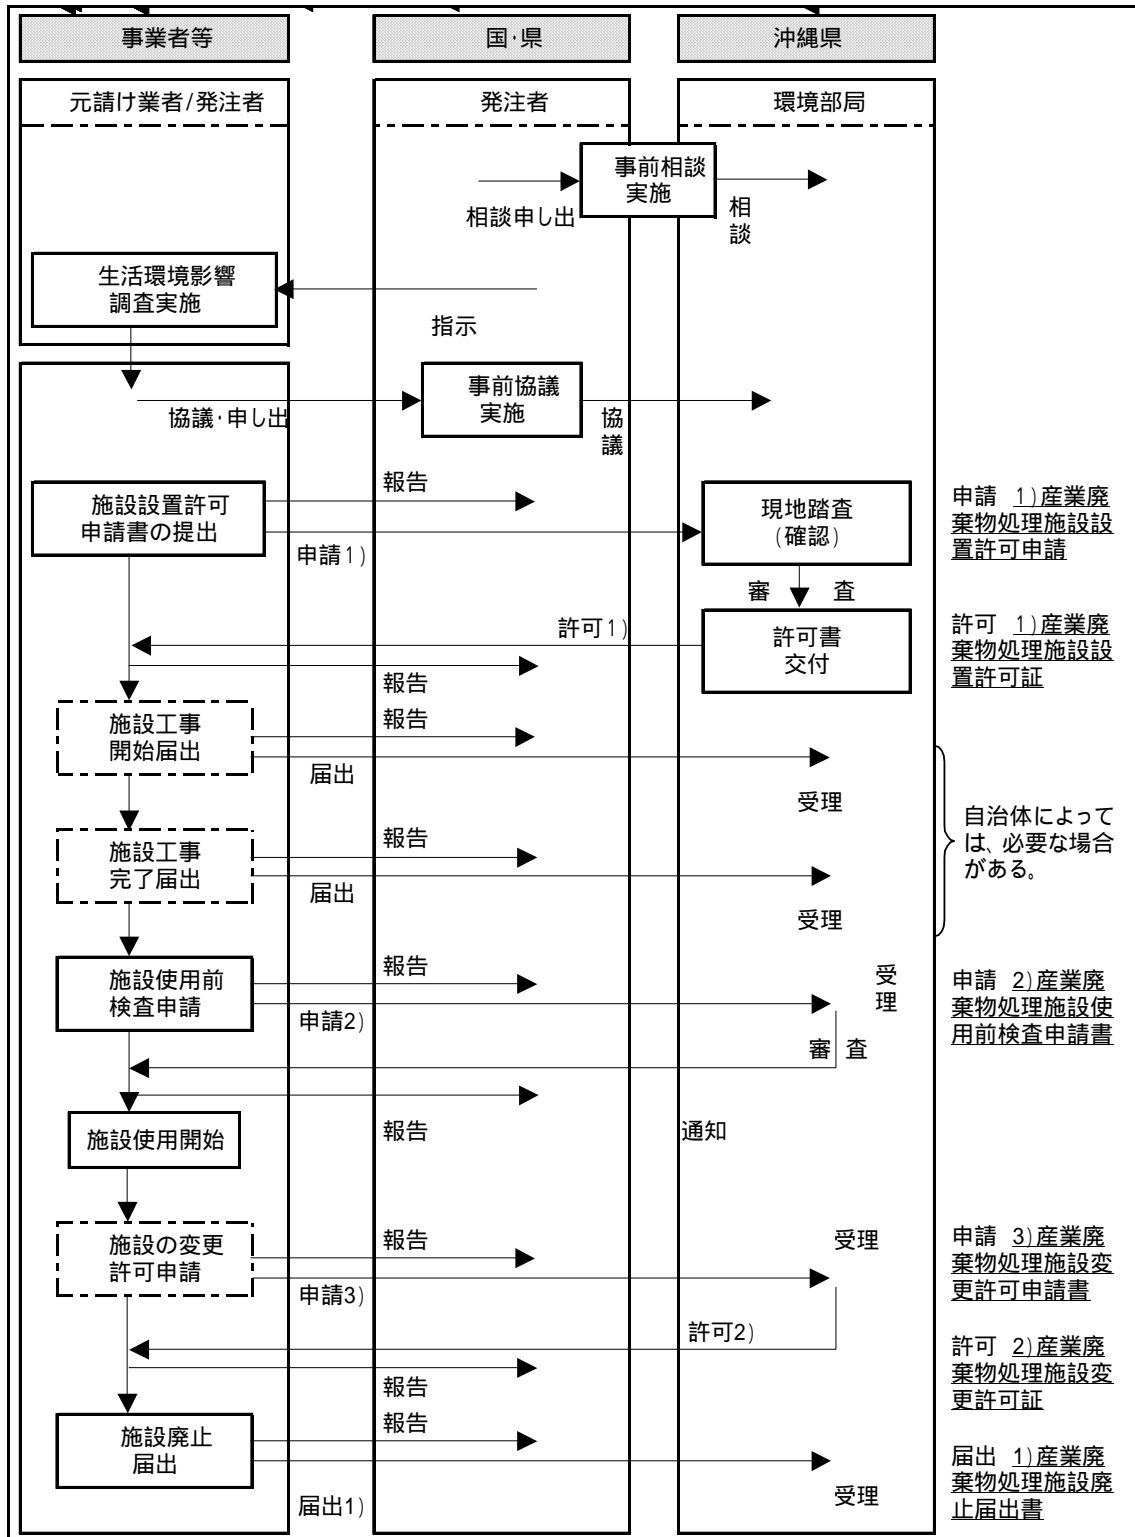 事業者等
国・県
沖縄県
元請け業者/発注者
発注者
環境部局
事前相談
実施
相談申し出
相
談
生活環境影響
調査実施
指示
事前協議
実施
協議・申し出
協
議
施設設置許可
申請書の提出
報告
申請1)
現地踏査
(確認)
申請 1)産業廃
棄物処理施設設
置許可申請
審 査
許可1)
許可書
交付
許可 1)産業廃
棄物処理施設設
置許可証
報告
施設工事
開始届出
報告
届出
受理
自治体によって
は、必要な場合
がある。
施設工事
完了届出
報告
届出
受理
施設使用前
検査申請
報告
申請2)
受
理
申請 2)産業廃
棄物処理施設使
用前検査申請書
審 査
施設使用開始
報告
通知
施設の変更
許可申請
報告
申請3)
受理
申請 3)産業廃
棄物処理施設変
更許可申請書
許可2)
許可 2)産業廃
棄物処理施設変
更許可証
報告
施設廃止
届出
報告
届出1)
受理
届出 1)産業廃
棄物処理施設廃
止届出書